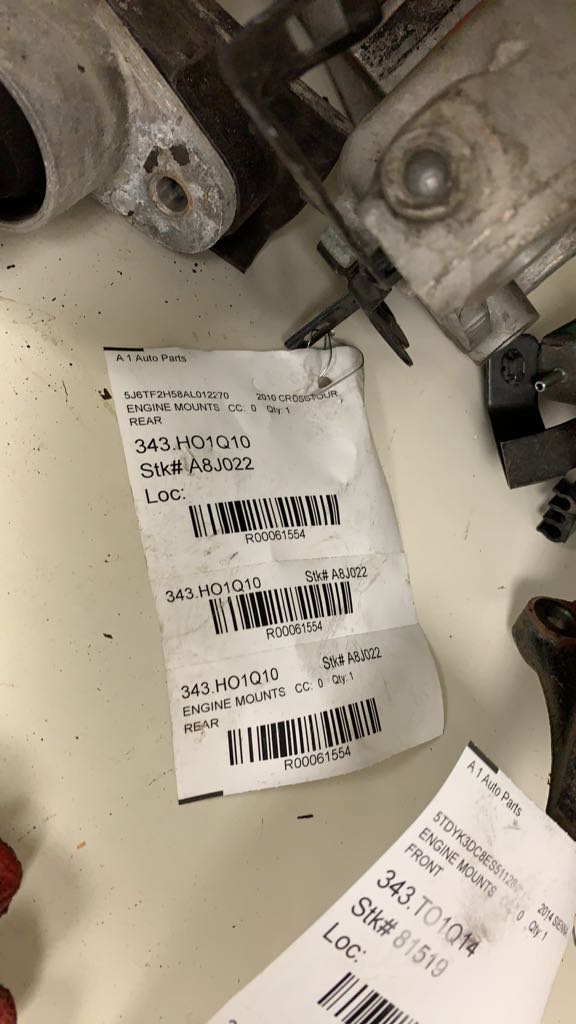 A 1 Auto Parts
5J6TF2H58AL012270 2010 CROSSTOUR
ENGINE MOUNTS CC: 0 Qty: 1
REAR
343.HO1Q10
Stk# A8J022
Loc:
R00061554
343.HO1Q10 Stk# A8J022
R00061554
343.HO1Q10 Stk# A8J022
ENGINE MOUNTS CC: 0 Qty: 1
REAR
R00061554
A 1 Auto Parts
2014 SIENNA
ENGINE MOUNTS CC: 0 Qty: 1
FRONT
343.TO1Q14
Stk# 81519
Loc: